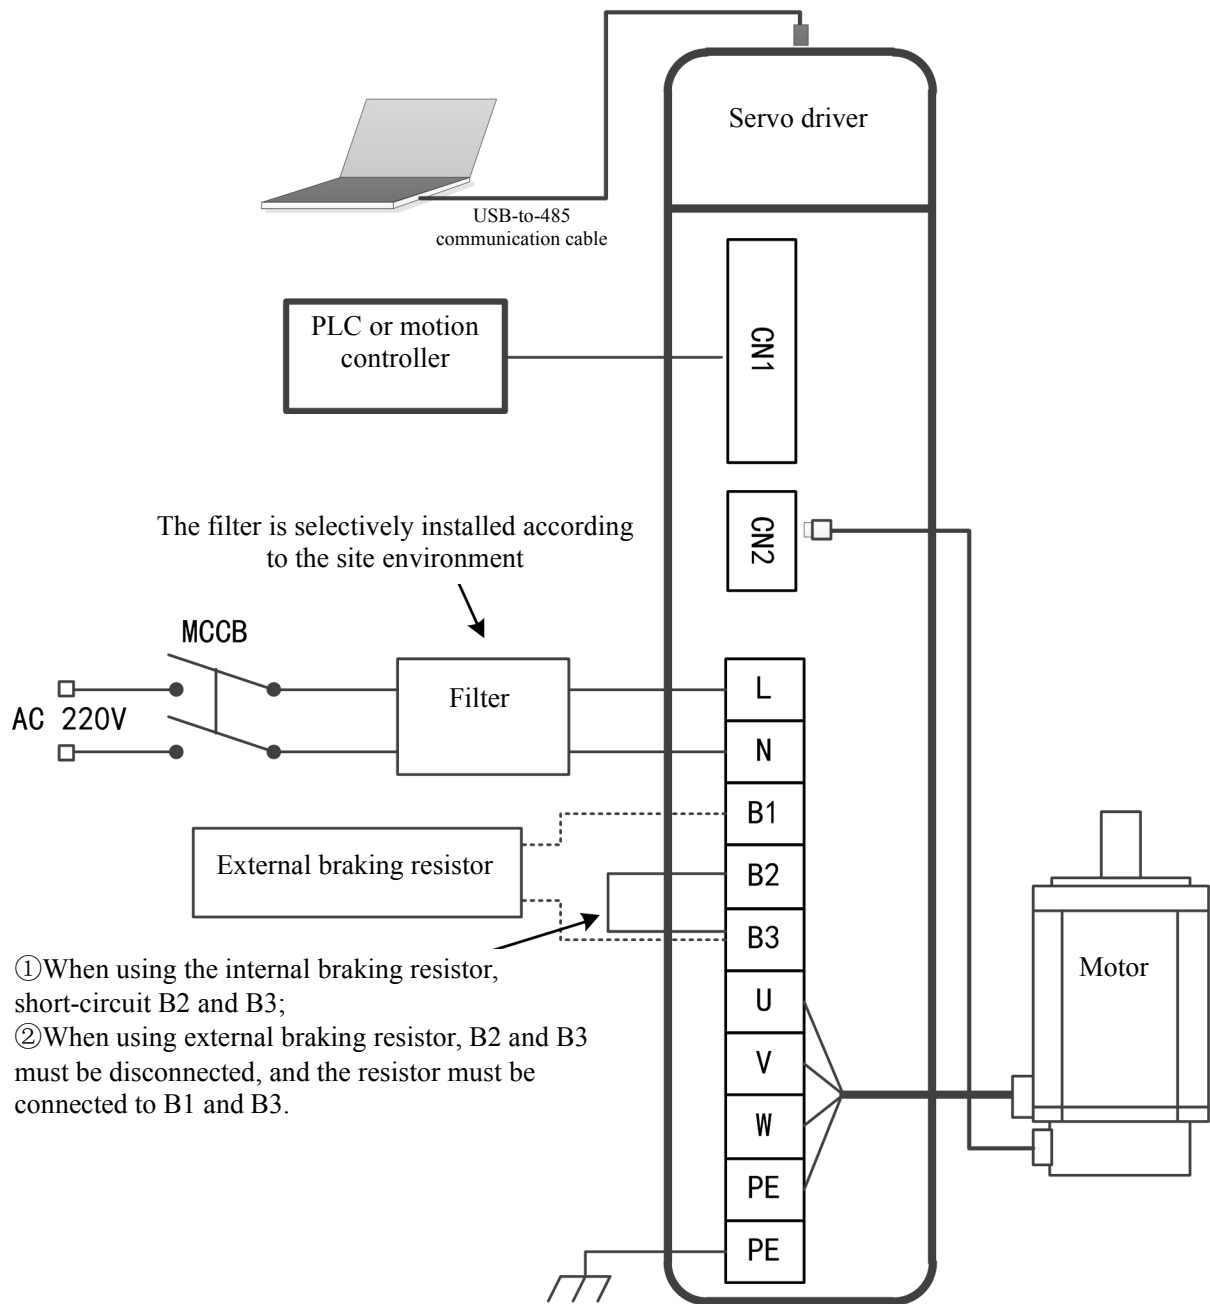 Servo driver
USB-to-485
communication cable
PLC or motion
controller
CN1
The filter is selectively installed according
to the site environment
CN2
MCCB
AC 220V
Filter
L
N
B1
External braking resistor
B2
B3
①When using the internal braking resistor,
short-circuit B2 and B3;
②When using external braking resistor, B2 and B3
must be disconnected, and the resistor must be
connected to B1 and B3.
U
V
W
PE
PE
Motor